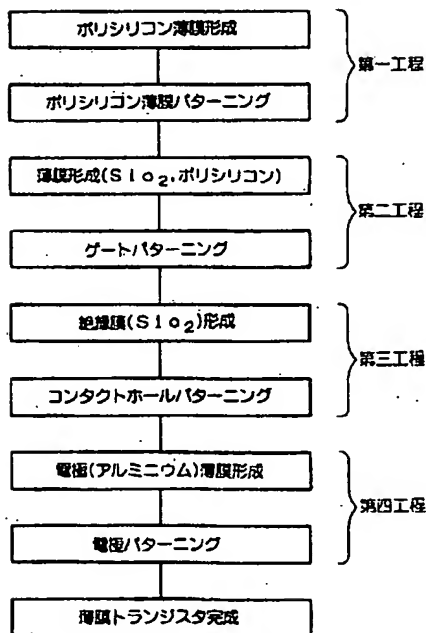 ポリシリコン薄膜形成
ポリシリコン薄膜パターニング
第一工程
薄膜形成(SiO2,ポリシリコン)
ゲートパターニング
第二工程
絶縁膜(SiO2)形成
コンタクトホールパターニング
第三工程
電極(アルミニウム)薄膜形成
電極パターニング
第四工程
薄膜トランジスタ完成